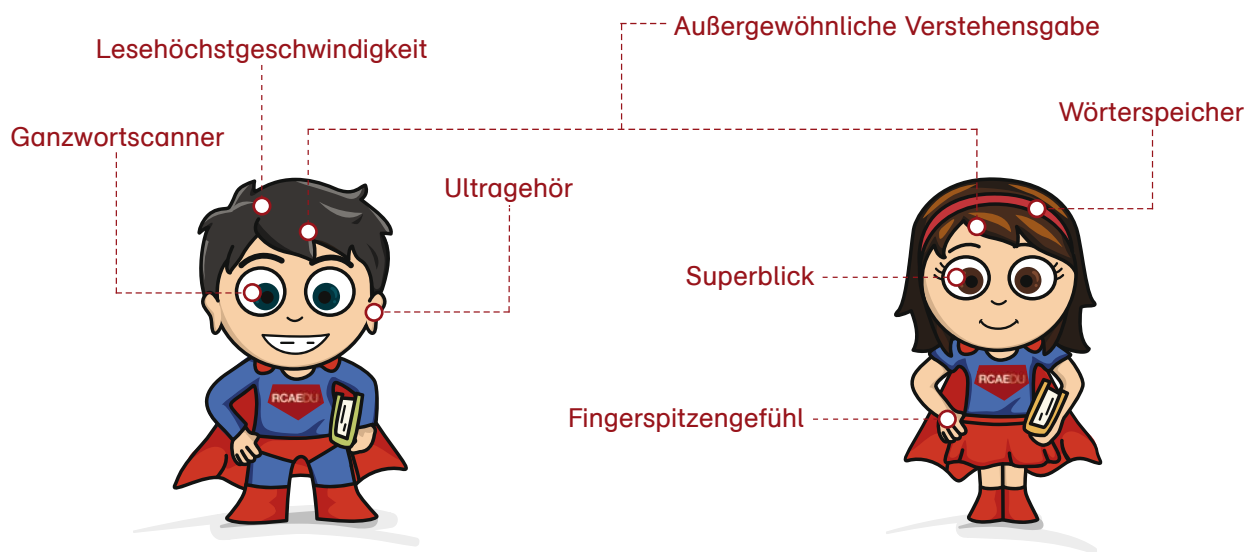 Außergewöhnliche Verstehensgabe
Lesehöchstgeschwindigkeit
Wörterspeicher
Ganzwortscanner
Ultragehör
Superblick
RCAEDU
RCAEDU
Fingerspitzengefühl